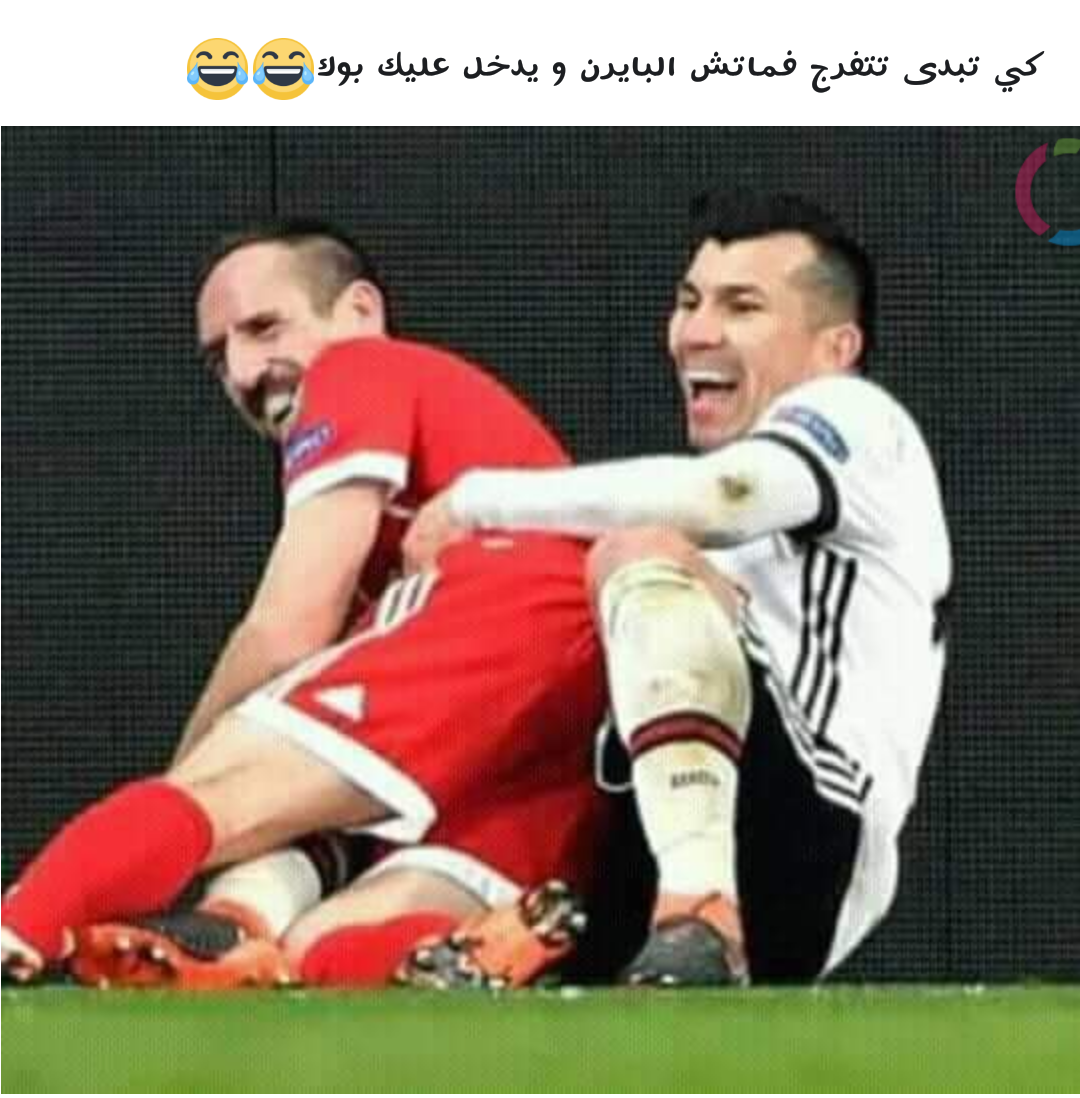 كي تبدى تتفرج فماتش البايرن و يدخل عليك بوك😂😂